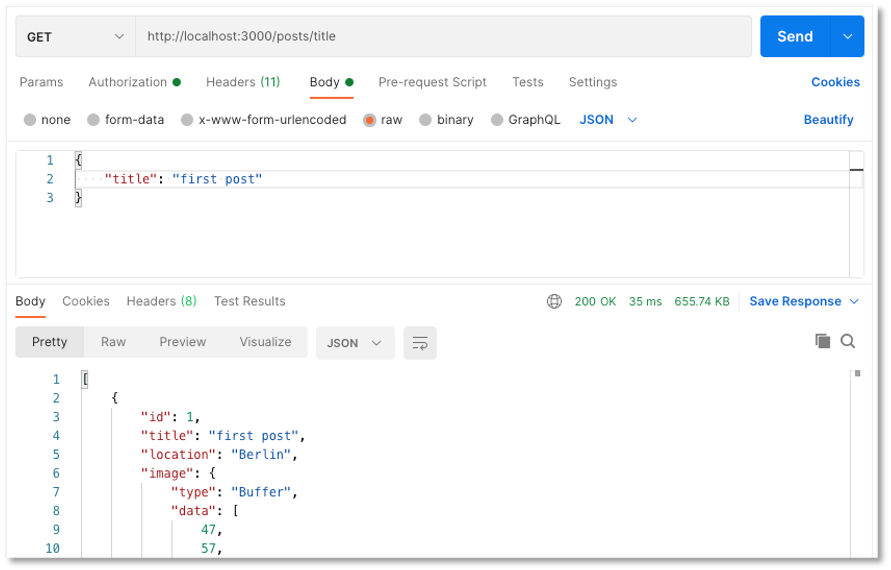 GET http://localhost:3000/posts/title Send
Params Authorization Headers (11) Body Pre-request Script Tests Settings Cookies
none form-data x-www-form-urlencoded raw binary GraphQL JSON Beautify
1 {
2 "title": "first post"
3 }
Body Cookies Headers (8) Test Results 200 OK 35 ms 655.74 KB Save Response
Pretty Raw Preview Visualize JSON
1 [
2 {
3 "id": 1,
4 "title": "first post",
5 "location": "Berlin",
6 "image": {
7 "type": "Buffer",
8 "data": [
9 47,
10 57,